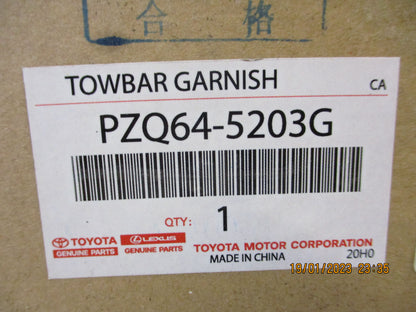 合格
TOWBAR GARNISH
CA
PZQ64-5203G
QTY: 1
TOYOTA GENUINE PARTS
LEXUS GENUINE PARTS
TOYOTA MOTOR CORPORATION
MADE IN CHINA
20H0
19/01/2023 23:35